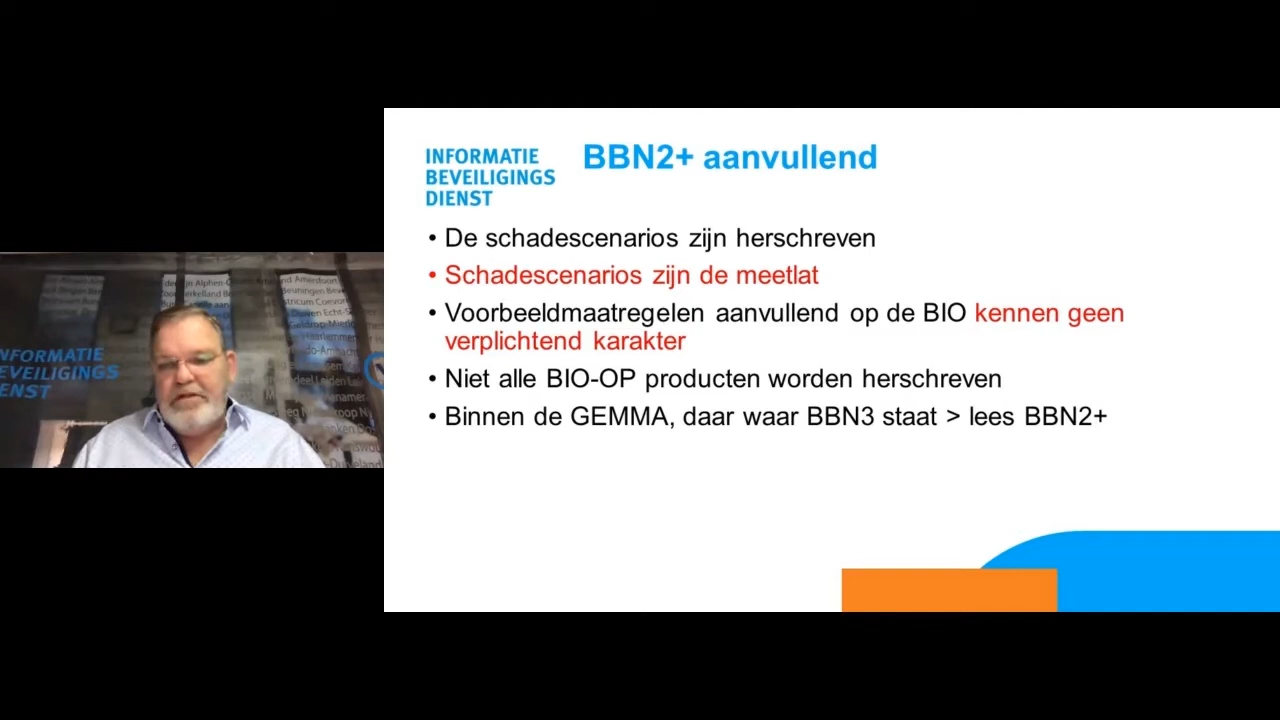 INFORMATIE
BEVEILIGINGS
DIENST
BBN2+ aanvullend
• De schadescenarios zijn herschreven
• Schadescenarios zijn de meetlat
• Voorbeeldmaatregelen aanvullend op de BIO kennen geen
verplichtend karakter
• Niet alle BIO-OP producten worden herschreven
• Binnen de GEMMA, daar waar BBN3 staat > lees BBN2+
NFORMATIE
EVEILIGINGS
DIENST